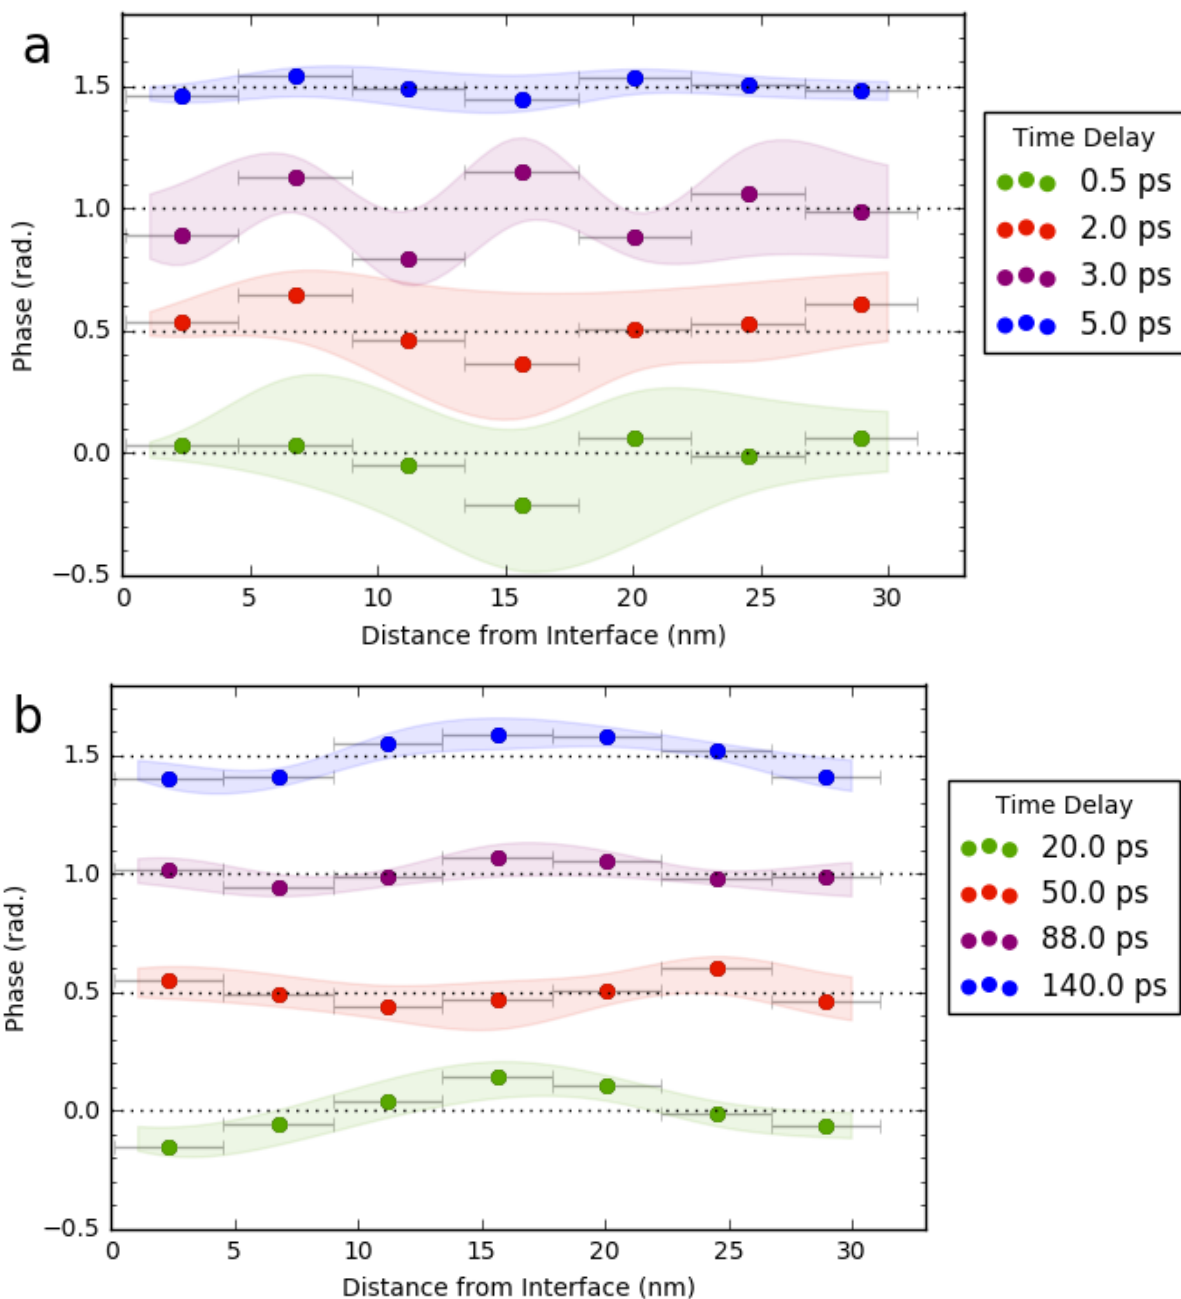 a
1.5
1.0
0.5
0.0
−0.5
Phase (rad.)
0 5 10 15 20 25 30
Distance from Interface (nm)
Time Delay
0.5 ps
2.0 ps
3.0 ps
5.0 ps
b
1.5
1.0
0.5
0.0
−0.5
Phase (rad.)
0 5 10 15 20 25 30
Distance from Interface (nm)
Time Delay
20.0 ps
50.0 ps
88.0 ps
140.0 ps